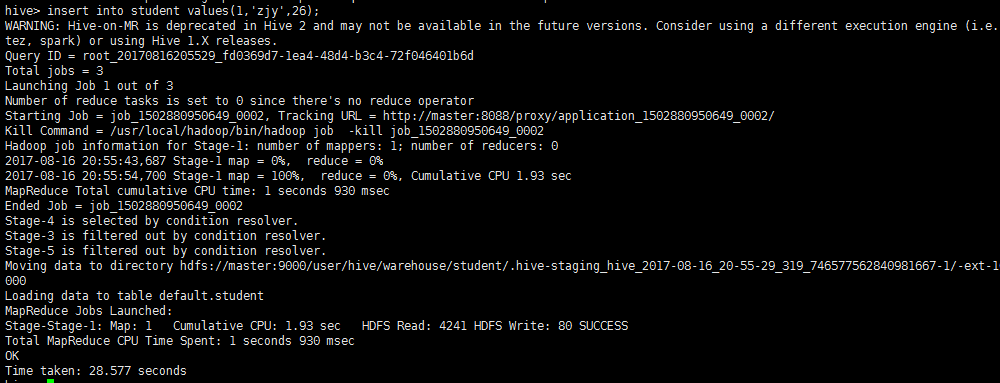 hive> insert into student values(1,'zjy',26);
WARNING: Hive-on-MR is deprecated in Hive 2 and may not be available in the future versions. Consider using a different execution engine (i.e.
tez, spark) or using Hive 1.X releases.
Query ID = root_20170816205529_fd0369d7-1ea4-48d4-b3c4-72f046401b6d
Total jobs = 3
Launching Job 1 out of 3
Number of reduce tasks is set to 0 since there's no reduce operator
Starting Job = job_1502880950649_0002, Tracking URL = http://master:8088/proxy/application_1502880950649_0002/
Kill Command = /usr/local/hadoop/bin/hadoop job  -kill job_1502880950649_0002
Hadoop job information for Stage-1: number of mappers: 1; number of reducers: 0
2017-08-16 20:55:43,687 Stage-1 map = 0%,  reduce = 0%
2017-08-16 20:55:54,700 Stage-1 map = 100%,  reduce = 0%, Cumulative CPU 1.93 sec
MapReduce Total cumulative CPU time: 1 seconds 930 msec
Ended Job = job_1502880950649_0002
Stage-4 is selected by condition resolver.
Stage-3 is filtered out by condition resolver.
Stage-5 is filtered out by condition resolver.
Moving data to directory hdfs://master:9000/user/hive/warehouse/student/.hive-staging_hive_2017-08-16_20-55-29_319_746577562840981667-1/-ext-1
000
Loading data to table default.student
MapReduce Jobs Launched:
Stage-Stage-1: Map: 1   Cumulative CPU: 1.93 sec   HDFS Read: 4241 HDFS Write: 80 SUCCESS
Total MapReduce CPU Time Spent: 1 seconds 930 msec
OK
Time taken: 28.577 seconds